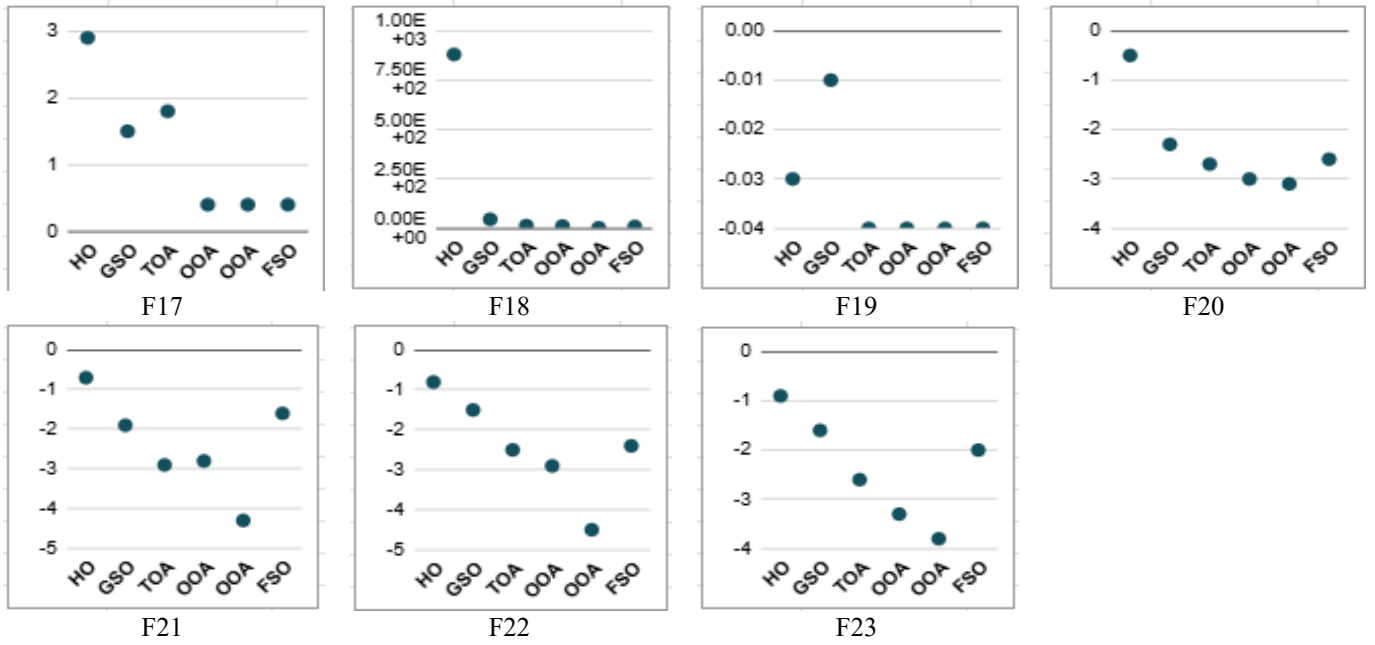 3
2
1
0
HO
GSO
TOA
OOA
OOA
FSO
F17
1.00E
+03
7.50E
+02
5.00E
+02
2.50E
+02
0.00E
+00
HO
GSO
TOA
OOA
OOA
FSO
F18
0.00
-0.01
-0.02
-0.03
-0.04
HO
GSO
TOA
OOA
OOA
FSO
F19
0
-1
-2
-3
-4
HO
GSO
TOA
OOA
OOA
FSO
F20
0
-1
-2
-3
-4
-5
HO
GSO
TOA
OOA
OOA
FSO
F21
0
-1
-2
-3
-4
-5
HO
GSO
TOA
OOA
OOA
FSO
F22
0
-1
-2
-3
-4
HO
GSO
TOA
OOA
OOA
FSO
F23